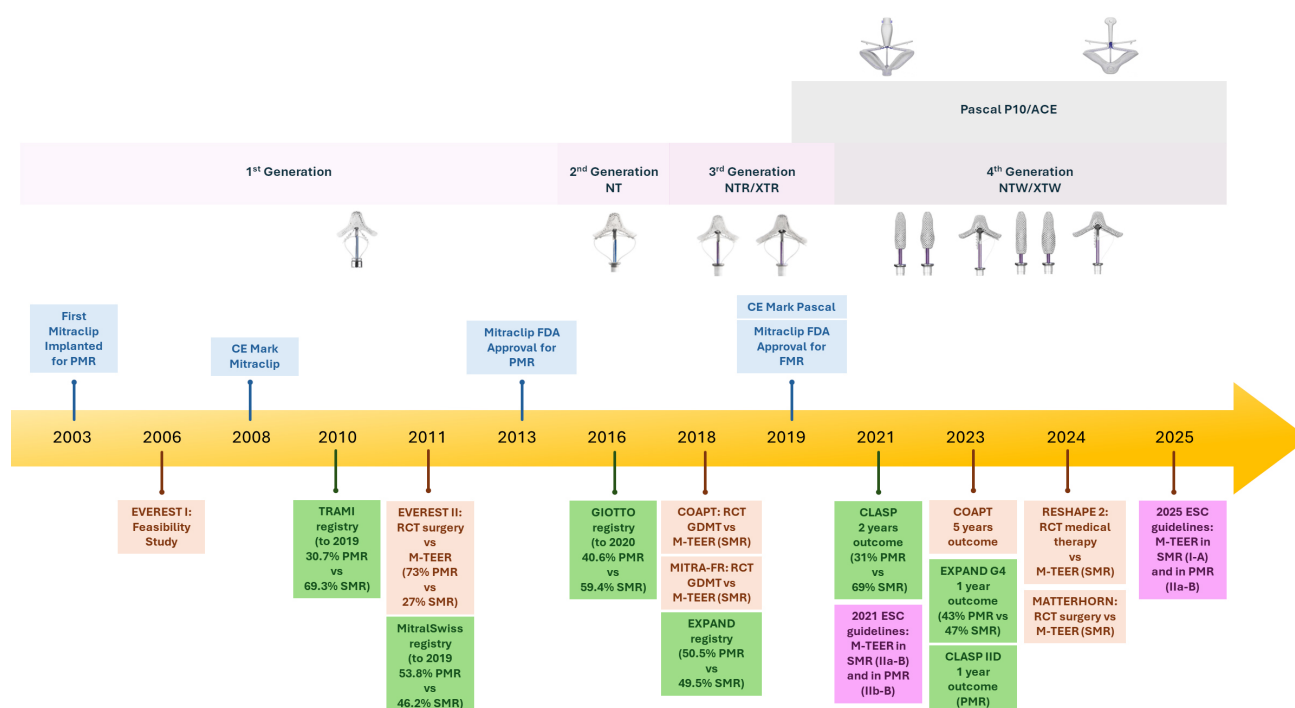 Pascal P10/ACE
1st Generation
2nd Generation
NT
3rd Generation
NTR/XTR
4th Generation
NTW/XTW
First
Mitraclip
Implanted
for PMR
CE Mark
Mitraclip
Mitraclip FDA
Approval for
PMR
CE Mark Pascal
Mitraclip FDA
Approval for
FMR
2003
2006
2008
2010
2011
2013
2016
2018
2019
2021
2023
2024
2025
EVEREST I:
Feasibility
Study
TRAMI
registry
(to 2019
30.7% PMR
vs
69.3% SMR)
EVEREST II:
RCT surgery
vs
M-TEER
(73% PMR
vs
27% SMR)
MitralSwiss
registry
(to 2019
53.8% PMR
vs
46.2% SMR)
GIOTTO
registry
(to 2020
40.6% PMR
vs
59.4% SMR)
COAPT: RCT
GDMT vs
M-TEER (SMR)
MITRA-FR: RCT
GDMT vs
M-TEER (SMR)
EXPAND
registry
(50.5% PMR
vs
49.5% SMR)
CLASP
2 years
outcome
(31% PMR
vs
69% SMR)
2021 ESC
guidelines:
M-TEER in
SMR (IIa-B)
and in PMR
(IIb-B)
COAPT
5 years
outcome
EXPAND G4
1 year
outcome
(43% PMR vs
47% SMR)
CLASP IID
1 year
outcome
(PMR)
RESHAPE 2:
RCT medical
therapy
vs
M-TEER (SMR)
MATTERHORN:
RCT surgery vs
M-TEER (SMR)
2025 ESC
guidelines:
M-TEER in
SMR (I-A)
and in PMR
(IIa-B)